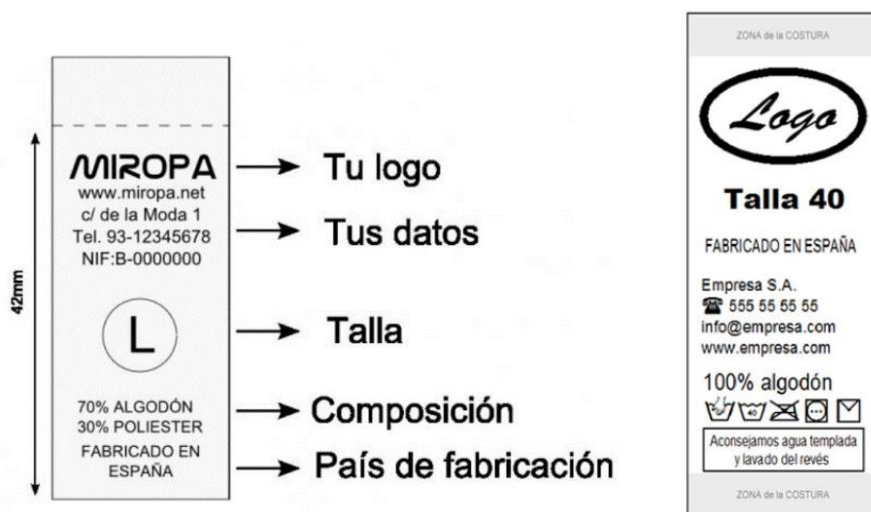 42mm
MIROPA
www.miropa.net
c/ de la Moda 1
Tel. 93-12345678
NIF:B-0000000
L
70% ALGODÓN
30% POLIESTER
FABRICADO EN
ESPAÑA
Tu logo
Tus datos
Talla
Composición
País de fabricación
ZONA de la COSTURA
Logo
Talla 40
FABRICADO EN ESPAÑA
Empresa S.A.
☎ 555 55 55 55
info@empresa.com
www.empresa.com
100% algodón
40
Aconsejamos agua templada
y lavado del revés
ZONA de la COSTURA